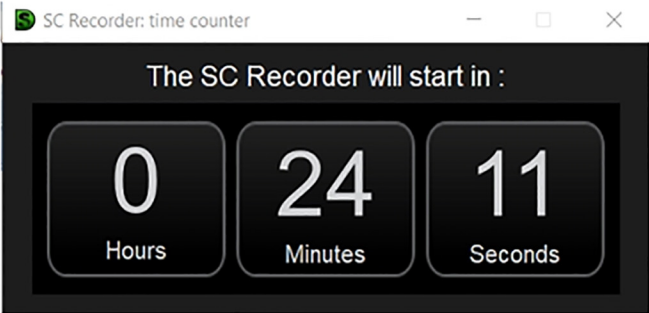 SC Recorder: time counter
The SC Recorder will start in :
0 24 11
Hours Minutes Seconds